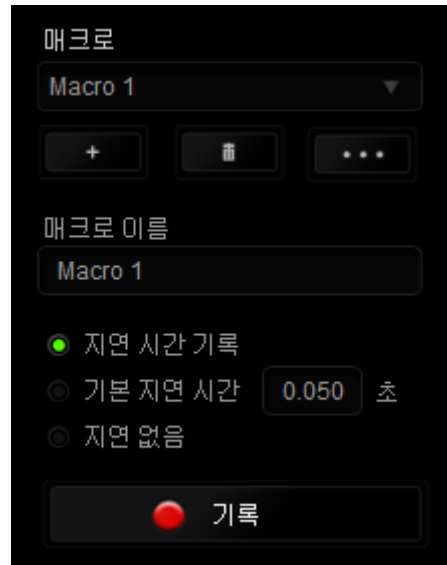 매크로
Macro 1
+ •••
매크로 이름
Macro 1
지연 시간 기록
기본 지연 시간 0.050 초
지연 없음
기록